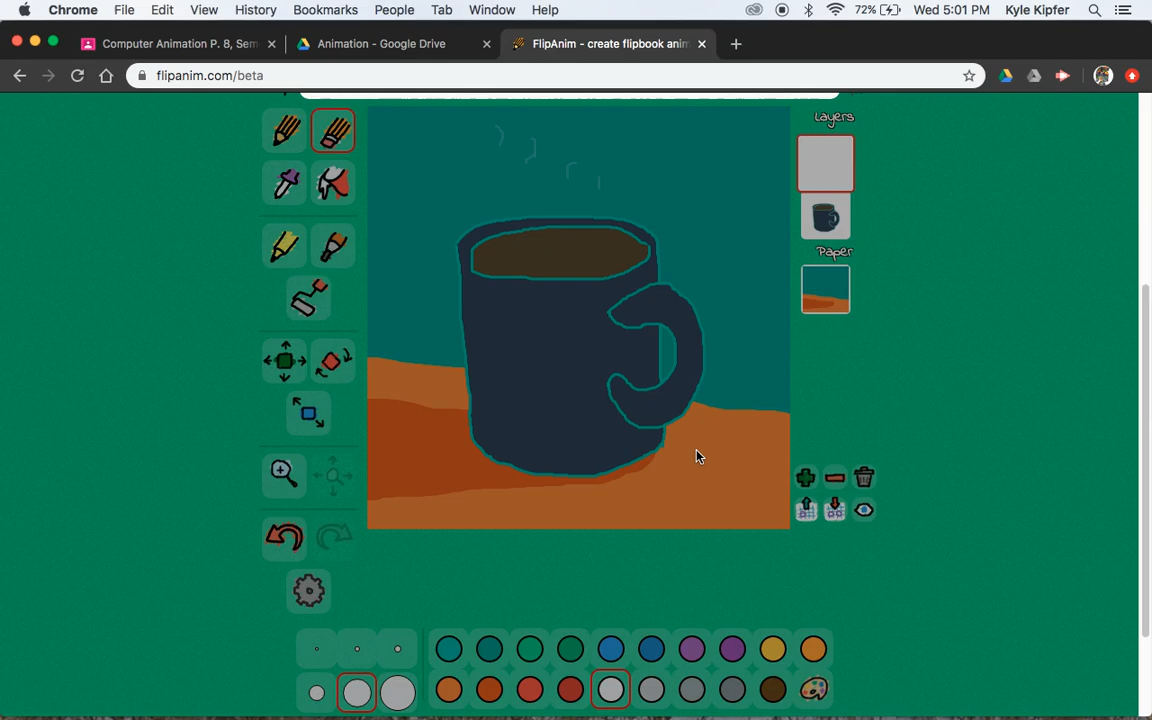 Chrome File Edit View History Bookmarks People Tab Window Help 72% Wed 5:01 PM Kyle Kipfer
Computer Animation P. 8, Sem
Animation - Google Drive
FlipAnim - create flipbook anim
flipanim.com/beta
Layers
Paper